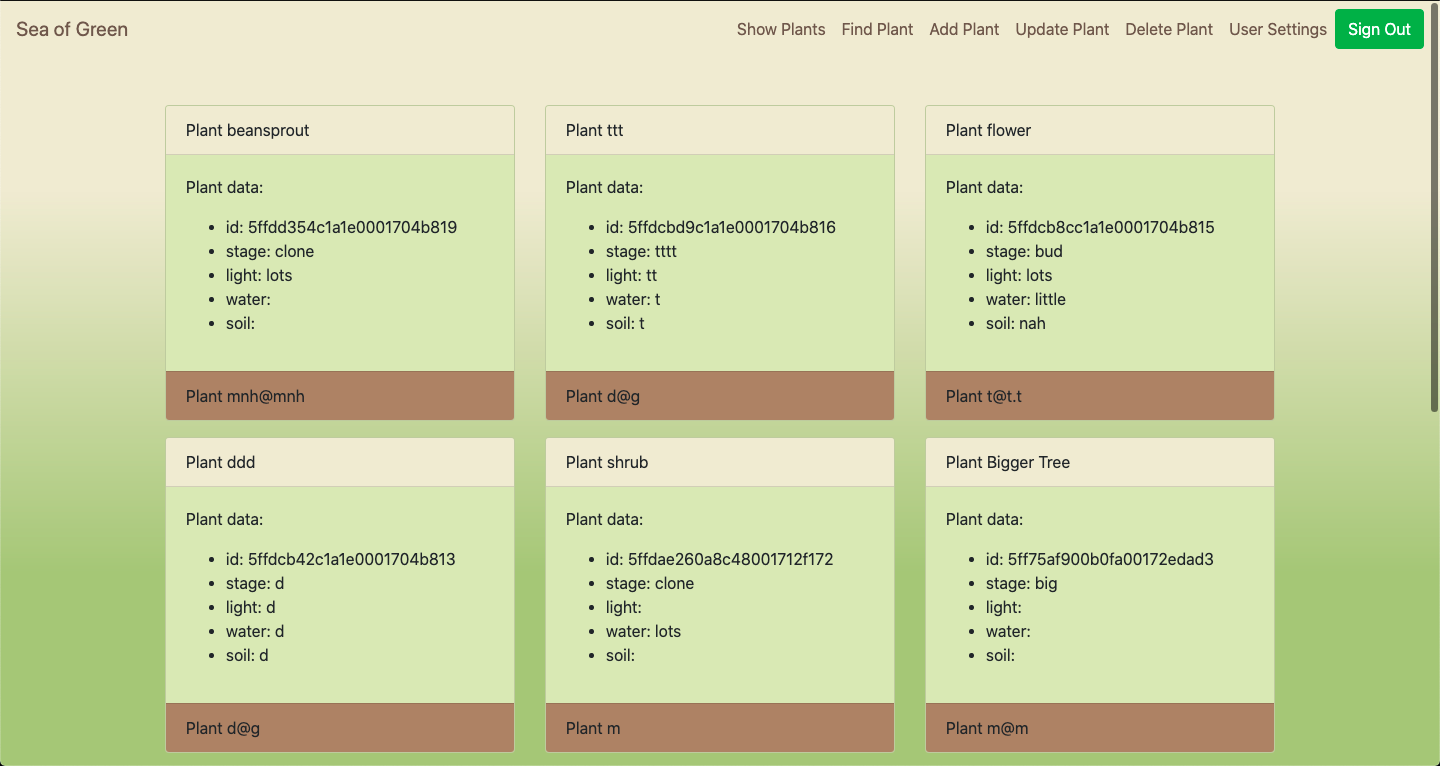 Sea of Green
Show Plants
Find Plant
Add Plant
Update Plant
Delete Plant
User Settings
Sign Out
Plant beansprout
Plant data:
id: 5ffdd354c1a1e0001704b819
stage: clone
light: lots
water:
soil:
Plant mnh@mnh
Plant ttt
Plant data:
id: 5ffdcbd9c1a1e0001704b816
stage: tttt
light: tt
water: t
soil: t
Plant d@g
Plant flower
Plant data:
id: 5ffdcb8cc1a1e0001704b815
stage: bud
light: lots
water: little
soil: nah
Plant t@t.t
Plant ddd
Plant data:
id: 5ffdcb42c1a1e0001704b813
stage: d
light: d
water: d
soil: d
Plant d@g
Plant shrub
Plant data:
id: 5ffdae260a8c48001712f172
stage: clone
light:
water: lots
soil:
Plant m
Plant Bigger Tree
Plant data:
id: 5ff75af900b0fa00172edad3
stage: big
light:
water:
soil:
Plant m@m